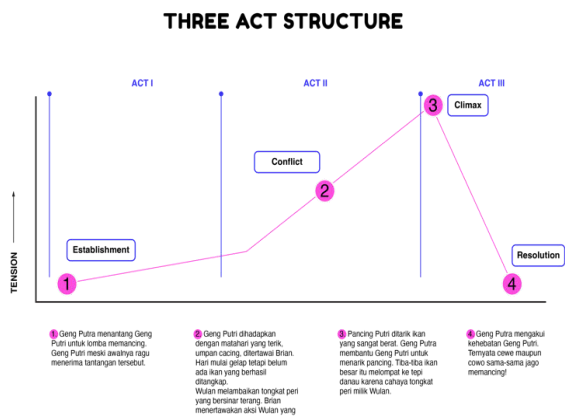 THREE ACT STRUCTURE
ACT I
ACT II
ACT III
3
Climax
Conflict
2
Establishment
Resolution
1
4
TENSION
1 Geng Putra menantang Geng
Putri untuk lomba memancing.
Geng Putri meski awalnya ragu
menerima tantangan tersebut.
2 Geng Putri dihadapkan
dengan matahari yang terik,
umpan cacing, ditertawai Brian.
Hari mulai gelap tetapi belum
ada ikan yang berhasil
ditangkap.
Wulan melambaikan tongkat peri
yang bersinar terang. Brian
menertawakan aksi Wulan yang
3 Pancing Putri ditarik ikan
yang sangat berat. Geng Putra
membantu Geng Putri untuk
menarik pancing. Tiba-tiba ikan
besar itu melompat ke tepi
danau karena cahaya tongkat
peri milik Wulan.
4 Geng Putra mengakui
kehebatan Geng Putri.
Ternyata cewe maupun
cowo sama-sama jago
memancing!